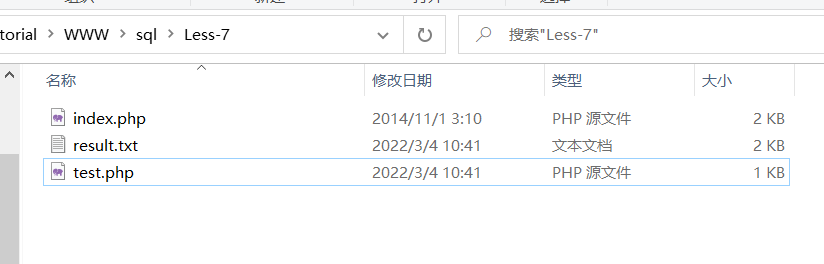 torial > WWW > sql > Less-7 搜索"Less-7"
名称 修改日期 类型 大小
index.php 2014/11/1 3:10 PHP 源文件 2 KB
result.txt 2022/3/4 10:41 文本文档 2 KB
test.php 2022/3/4 10:41 PHP 源文件 1 KB